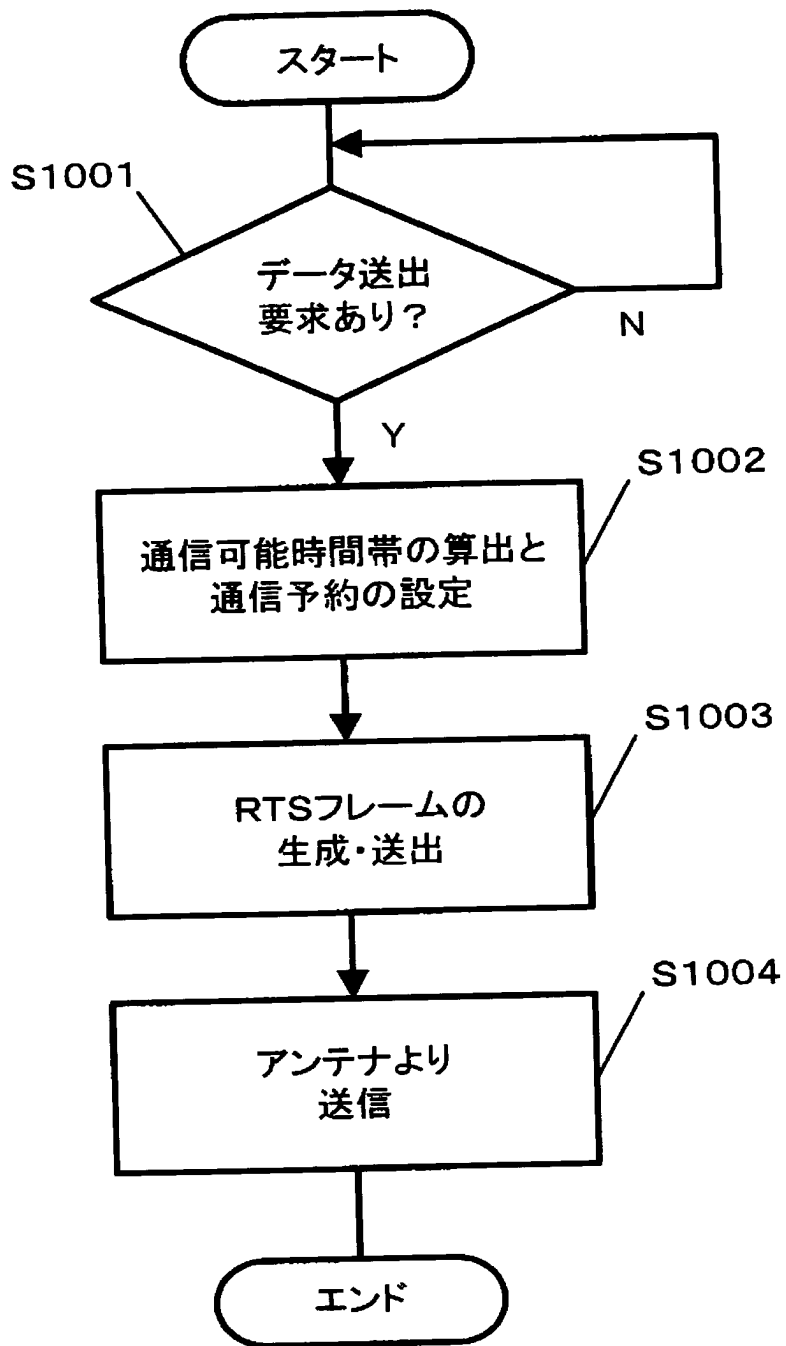 スタート
S1001
データ送出
要求あり?
N
Y
S1002
通信可能時間帯の算出と
通信予約の設定
S1003
RTSフレームの
生成・送出
S1004
アンテナより
送信
エンド